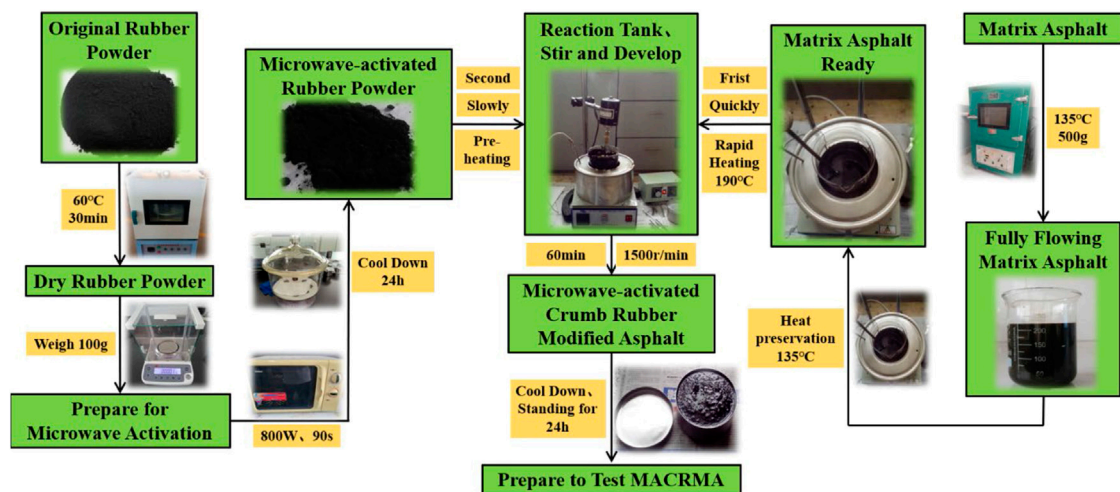 Original Rubber
Powder
60℃
30min
Dry Rubber Powder
Weigh 100g
Prepare for
Microwave Activation
800W、90s
Cool Down
24h
Microwave-activated
Rubber Powder
Second
Slowly
Pre-
heating
Reaction Tank、
Stir and Develop
Frist
Quickly
Rapid
Heating
190℃
Matrix Asphalt
Ready
Matrix Asphalt
135℃
500g
Fully Flowing
Matrix Asphalt
200
150
100
Heat
preservation
135℃
60min
1500r/min
Microwave-activated
Crumb Rubber
Modified Asphalt
Cool Down、
Standing for
24h
Prepare to Test MACRMA